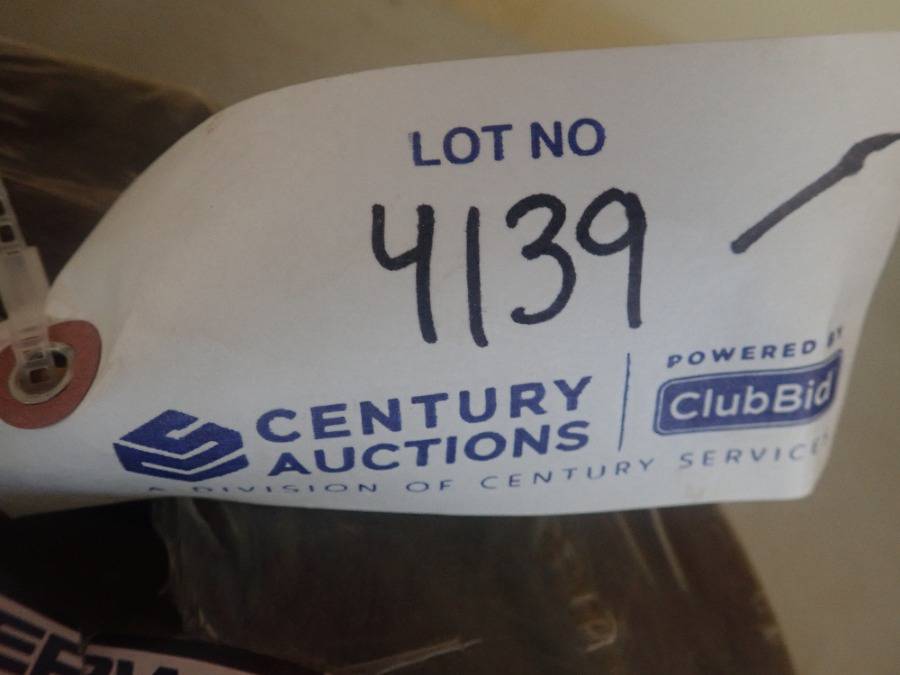 LOT NO
4139
CENTURY AUCTIONS
POWERED BY
ClubBid
A DIVISION OF CENTURY SERVICES